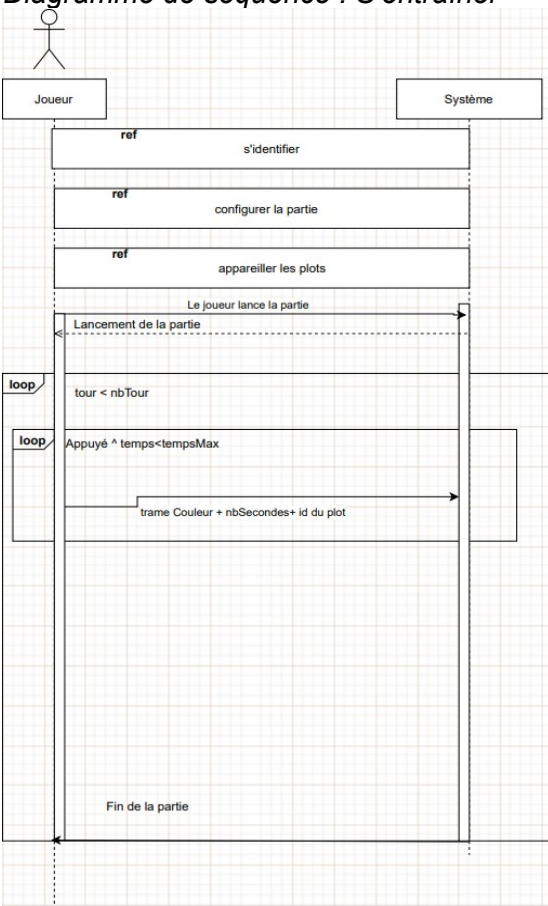 Diagramme de séquence : S'entraîner
Joueur
Système
ref
s'identifier
ref
configurer la partie
ref
appareiller les plots
Le joueur lance la partie
Lancement de la partie
loop
tour < nbTour
loop
Appuyé ^ temps<tempsMax
trame Couleur + nbSecondes+ id du plot
Fin de la partie